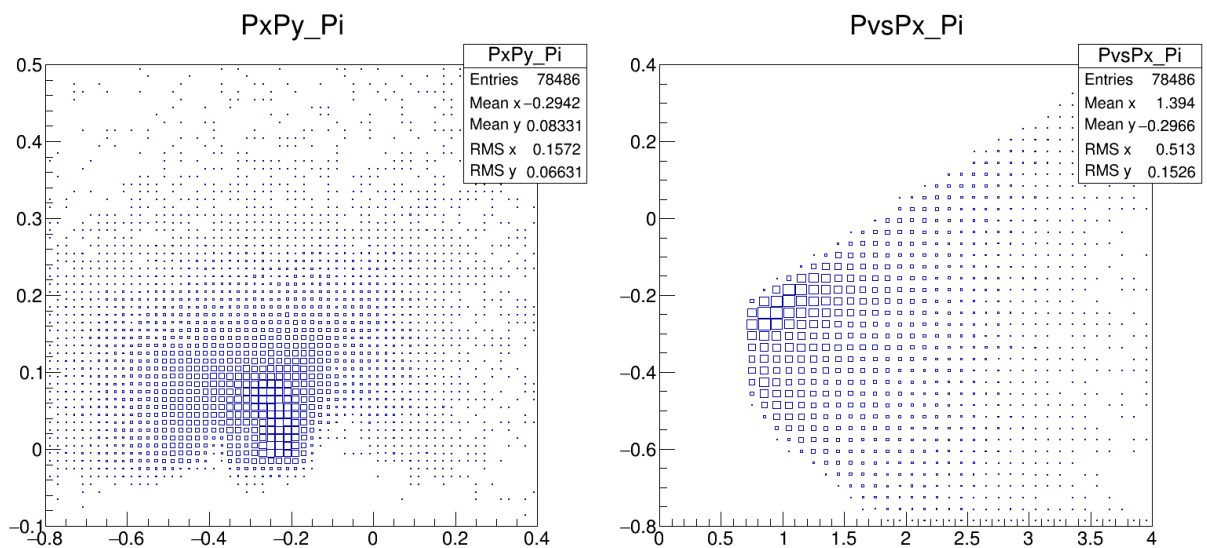 PxPy_Pi
PxPy_Pi
Entries 78486
Mean x −0.2942
Mean y 0.08331
RMS x 0.1572
RMS y 0.06631
0.5
0.4
0.3
0.2
0.1
0
−0.1
−0.8 −0.6 −0.4 −0.2 0 0.2 0.4
PvsPx_Pi
PvsPx_Pi
Entries 78486
Mean x 1.394
Mean y −0.2966
RMS x 0.513
RMS y 0.1526
0.4
0.2
0
−0.2
−0.4
−0.6
−0.8
0 0.5 1 1.5 2 2.5 3 3.5 4